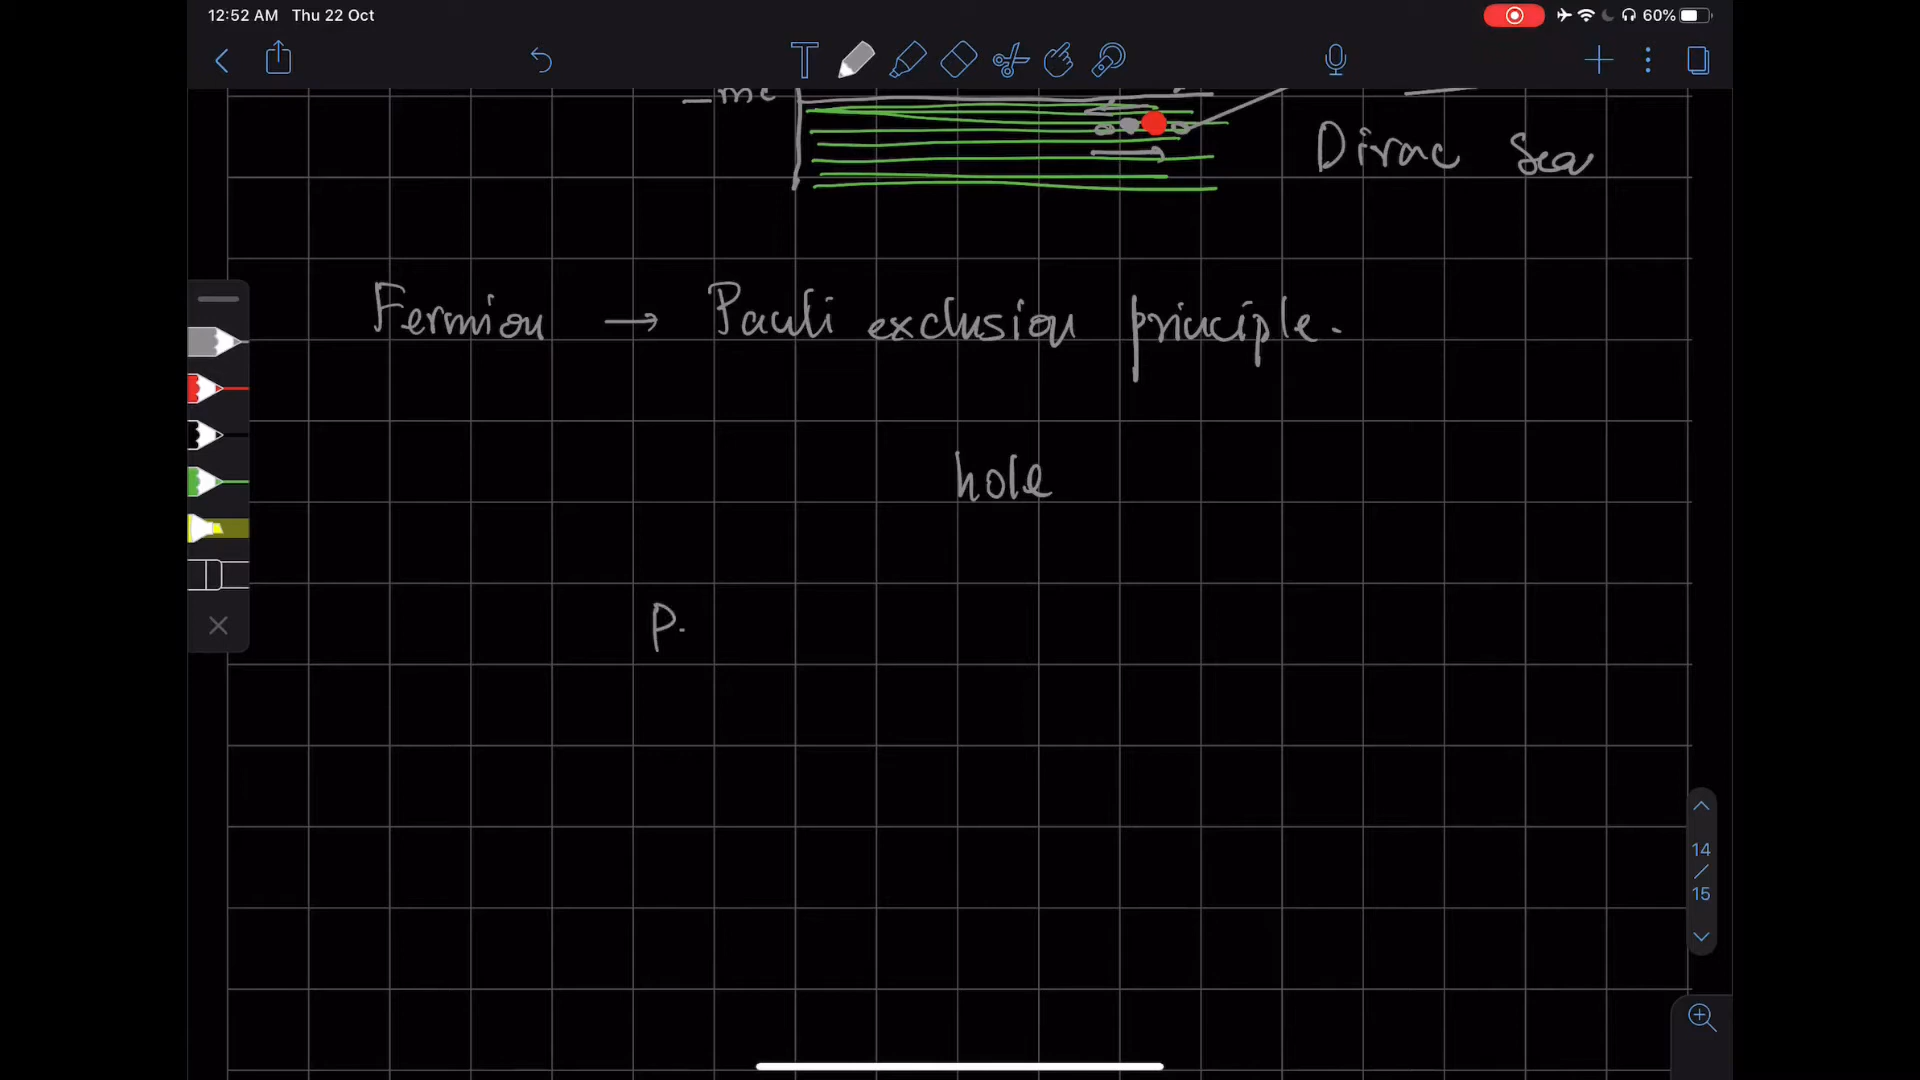 12:52 AM Thu 22 Oct
60%
Dirac Sea
Fermion → Pauli exclusion principle.
hole
P.
14
/
15